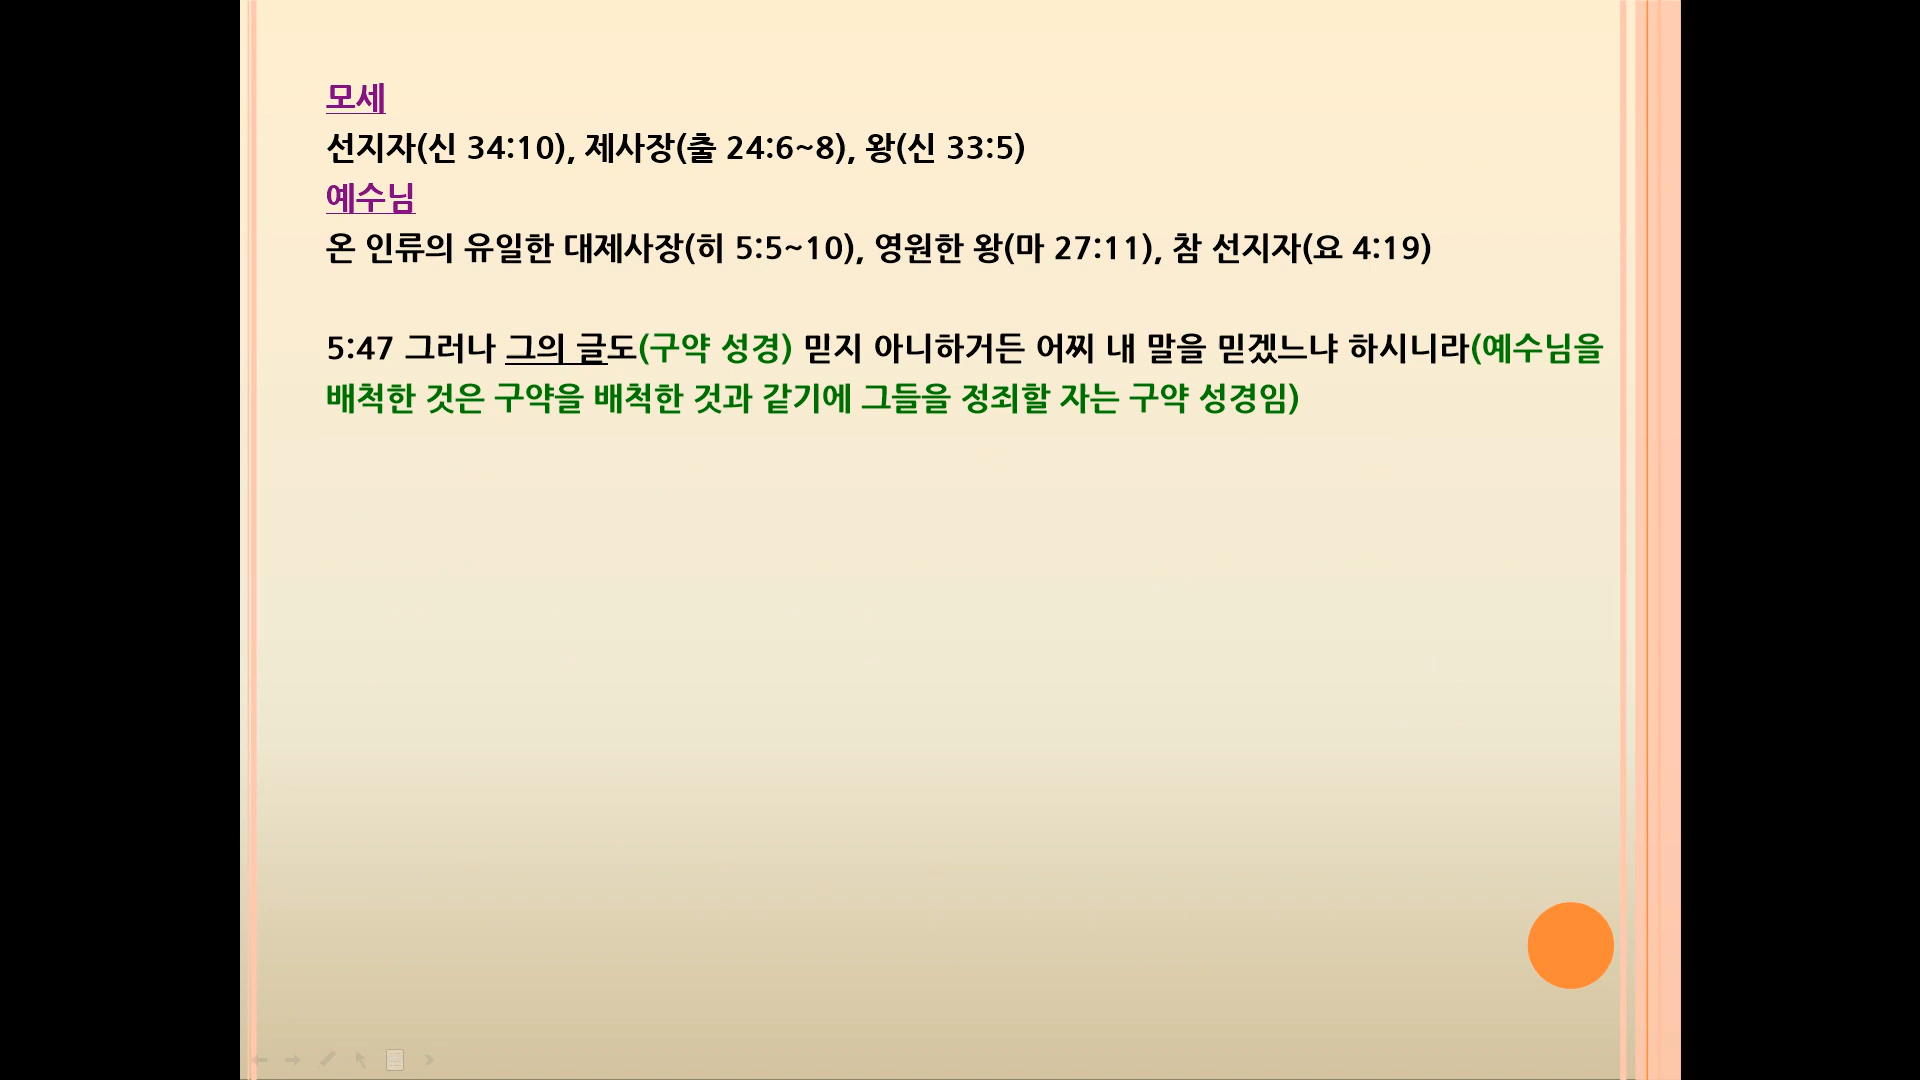 모세
선지자(신 34:10), 제사장(출 24:6~8), 왕(신 33:5)
예수님
온 인류의 유일한 대제사장(히 5:5~10), 영원한 왕(마 27:11), 참 선지자(요 4:19)
5:47 그러나 그의 글도(구약 성경) 믿지 아니하거든 어찌 내 말을 믿겠느냐 하시니라(예수님을
배척한 것은 구약을 배척한 것과 같기에 그들을 정죄할 자는 구약 성경임)